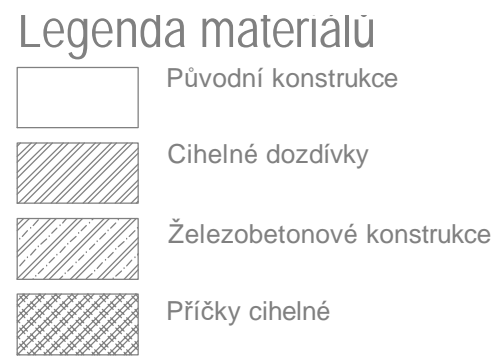 Legenda materiálů
Původní konstrukce
Cihelné dozdívky
Železobetonové konstrukce
Příčky cihelné